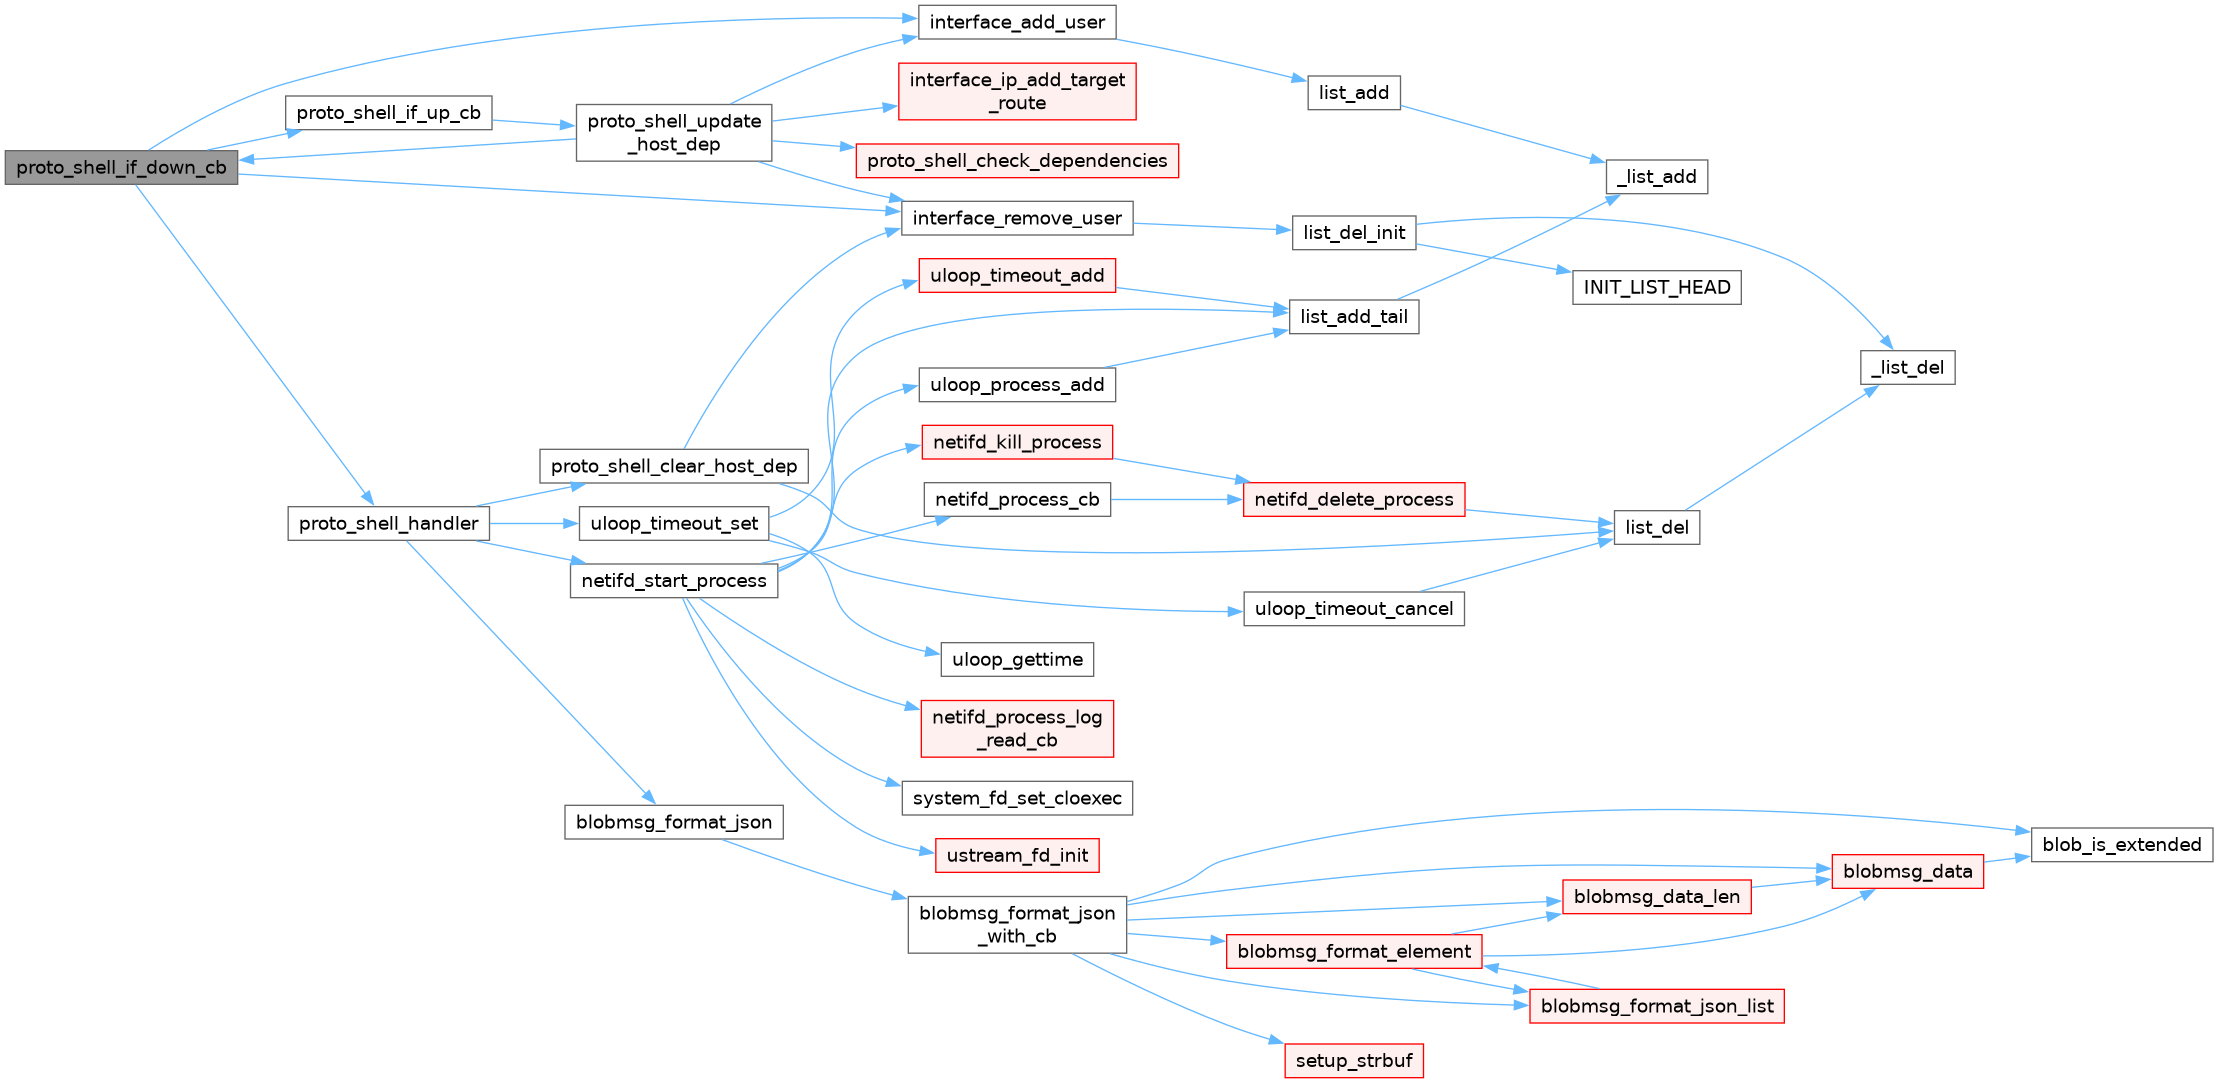 proto_shell_if_down_cb
proto_shell_if_up_cb
proto_shell_update
_host_dep
interface_add_user
interface_ip_add_target
_route
proto_shell_check_dependencies
interface_remove_user
list_add
_list_add
list_del_init
INIT_LIST_HEAD
_list_del
uloop_timeout_add
list_add_tail
uloop_process_add
netifd_kill_process
netifd_process_cb
netifd_delete_process
list_del
proto_shell_handler
proto_shell_clear_host_dep
uloop_timeout_set
netifd_start_process
uloop_timeout_cancel
uloop_gettime
netifd_process_log
_read_cb
system_fd_set_cloexec
ustream_fd_init
blobmsg_format_json
blobmsg_format_json
_with_cb
blob_is_extended
blobmsg_data
blobmsg_data_len
blobmsg_format_element
blobmsg_format_json_list
setup_strbuf